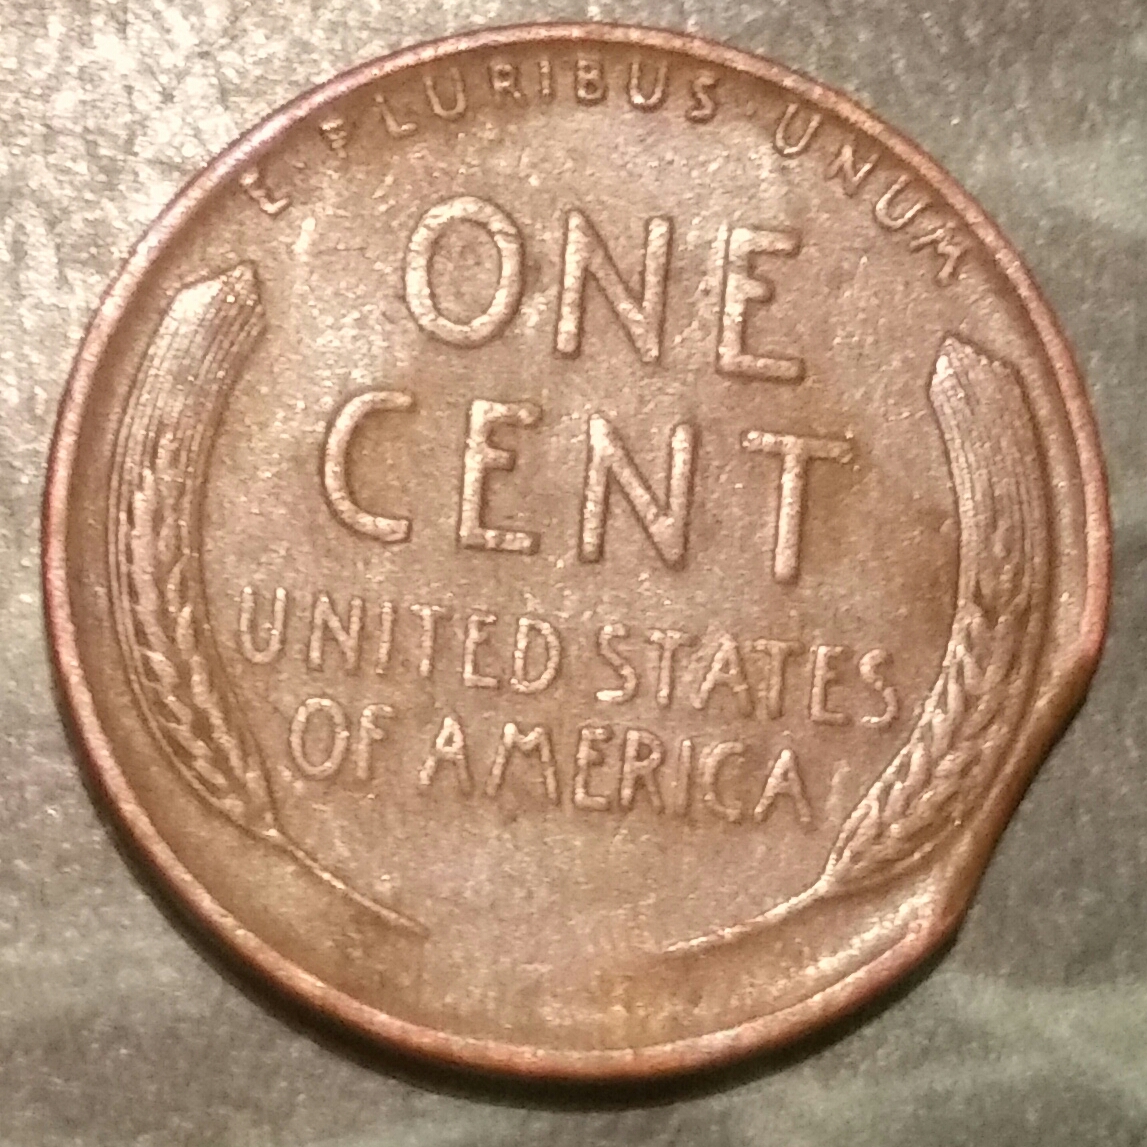 E·PLURIBUS·UNUM
ONE
CENT
UNITED STATES
OF AMERICA